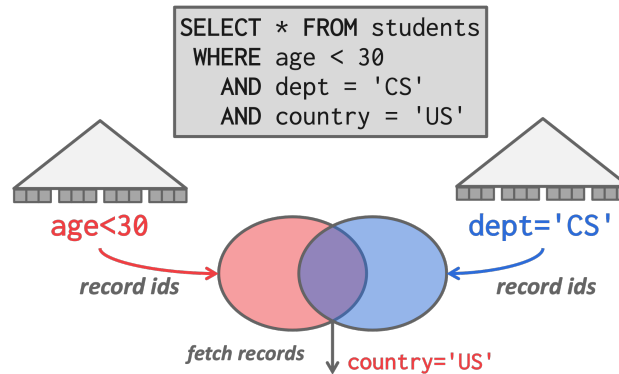 SELECT * FROM students
WHERE age < 30
AND dept = 'CS'
AND country = 'US'
age<30
dept='CS'
record ids
record ids
fetch records
country='US'